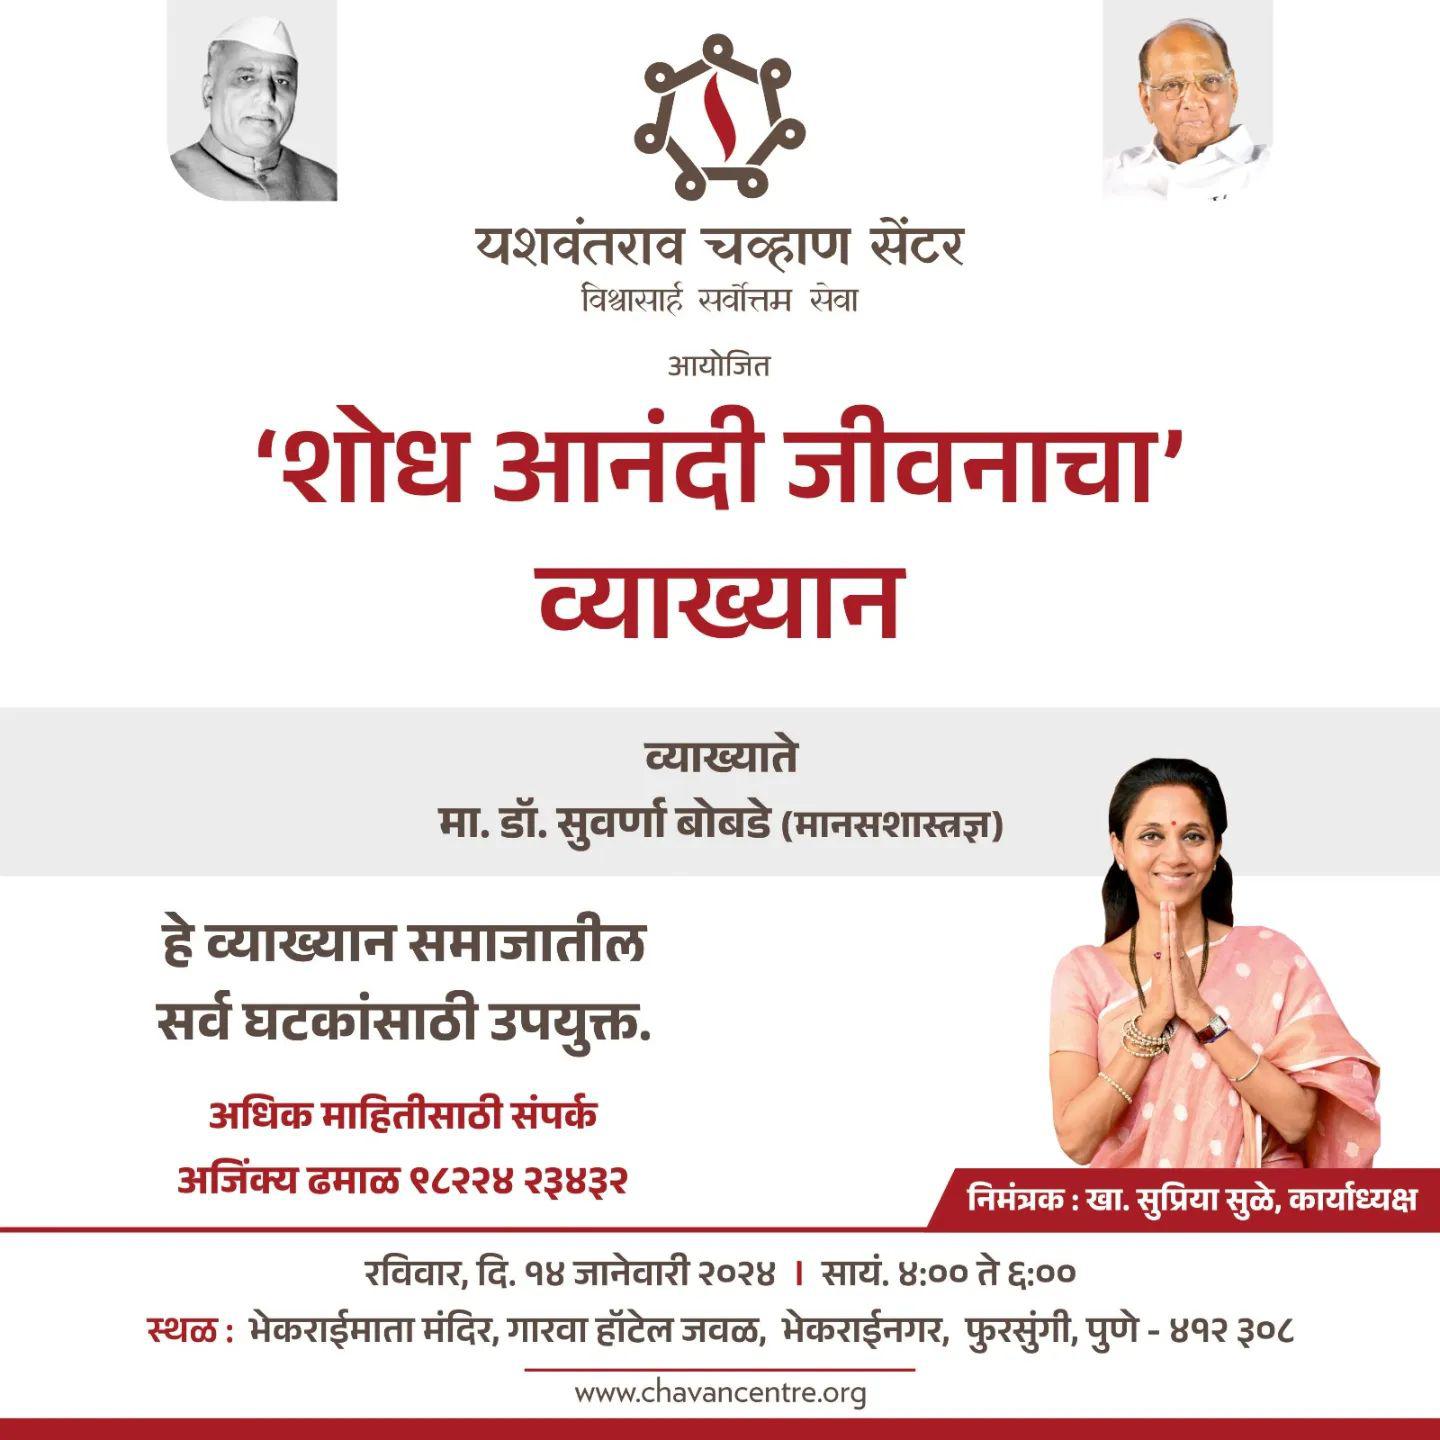 यशवंतराव चव्हाण सेंटर
विश्वासार्ह सर्वोत्तम सेवा
आयोजित
‘शोध आनंदी जीवनाचा’
व्याख्यान
व्याख्याते
मा. डॉ. सुवर्णा बोबडे (मानसशास्त्रज्ञ)
हे व्याख्यान समाजातील
सर्व घटकांसाठी उपयुक्त.
अधिक माहितीसाठी संपर्क
अजिंक्य ढमाळ ९८२२४ २३४३२
निमंत्रक : खा. सुप्रिया सुळे, कार्याध्यक्ष
रविवार, दि. १४ जानेवारी २०२४ । सायं. ४:०० ते ६:००
स्थळ : भेकराईमाता मंदिर, गारवा हॉटेल जवळ, भेकराईनगर, फुरसुंगी, पुणे - ४१२ ३०८
www.chavancentre.org